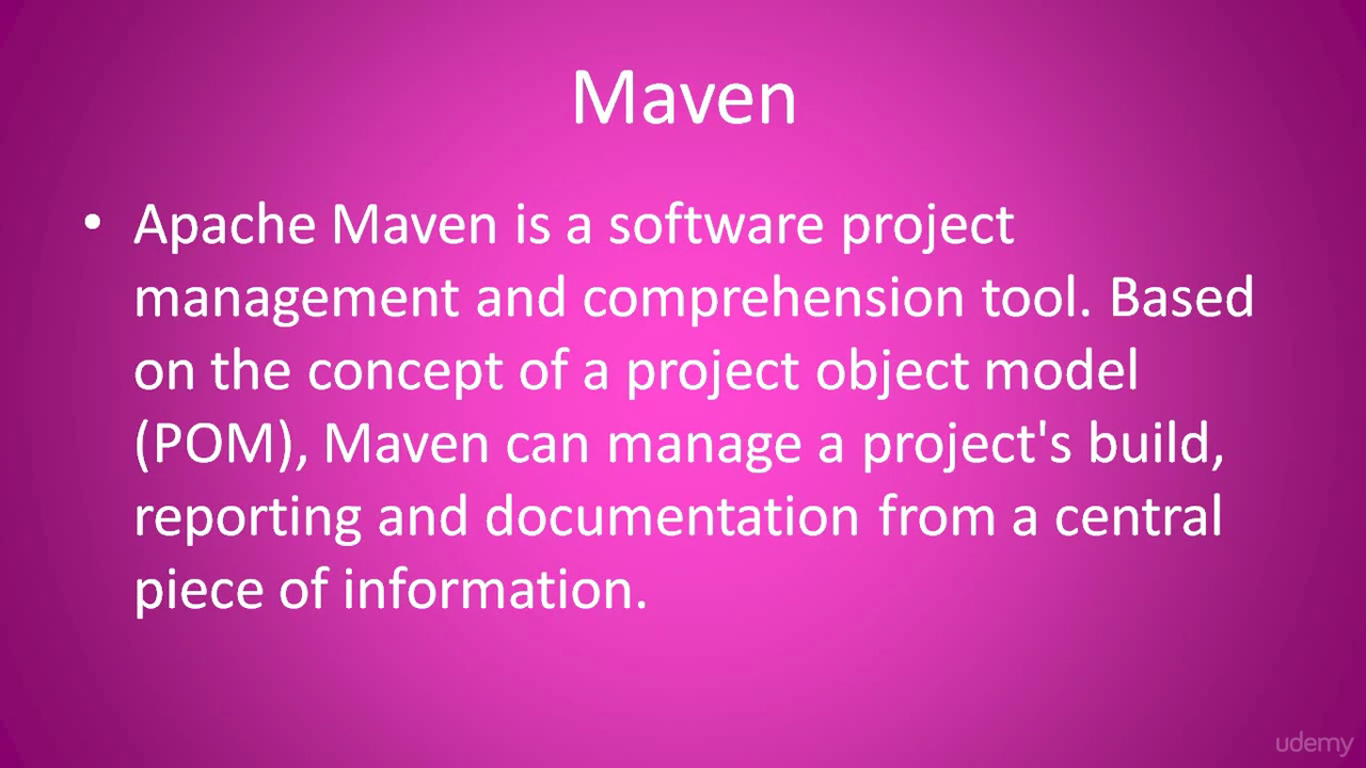 Maven
• Apache Maven is a software project
management and comprehension tool. Based
on the concept of a project object model
(POM), Maven can manage a project's build,
reporting and documentation from a central
piece of information.
udemy